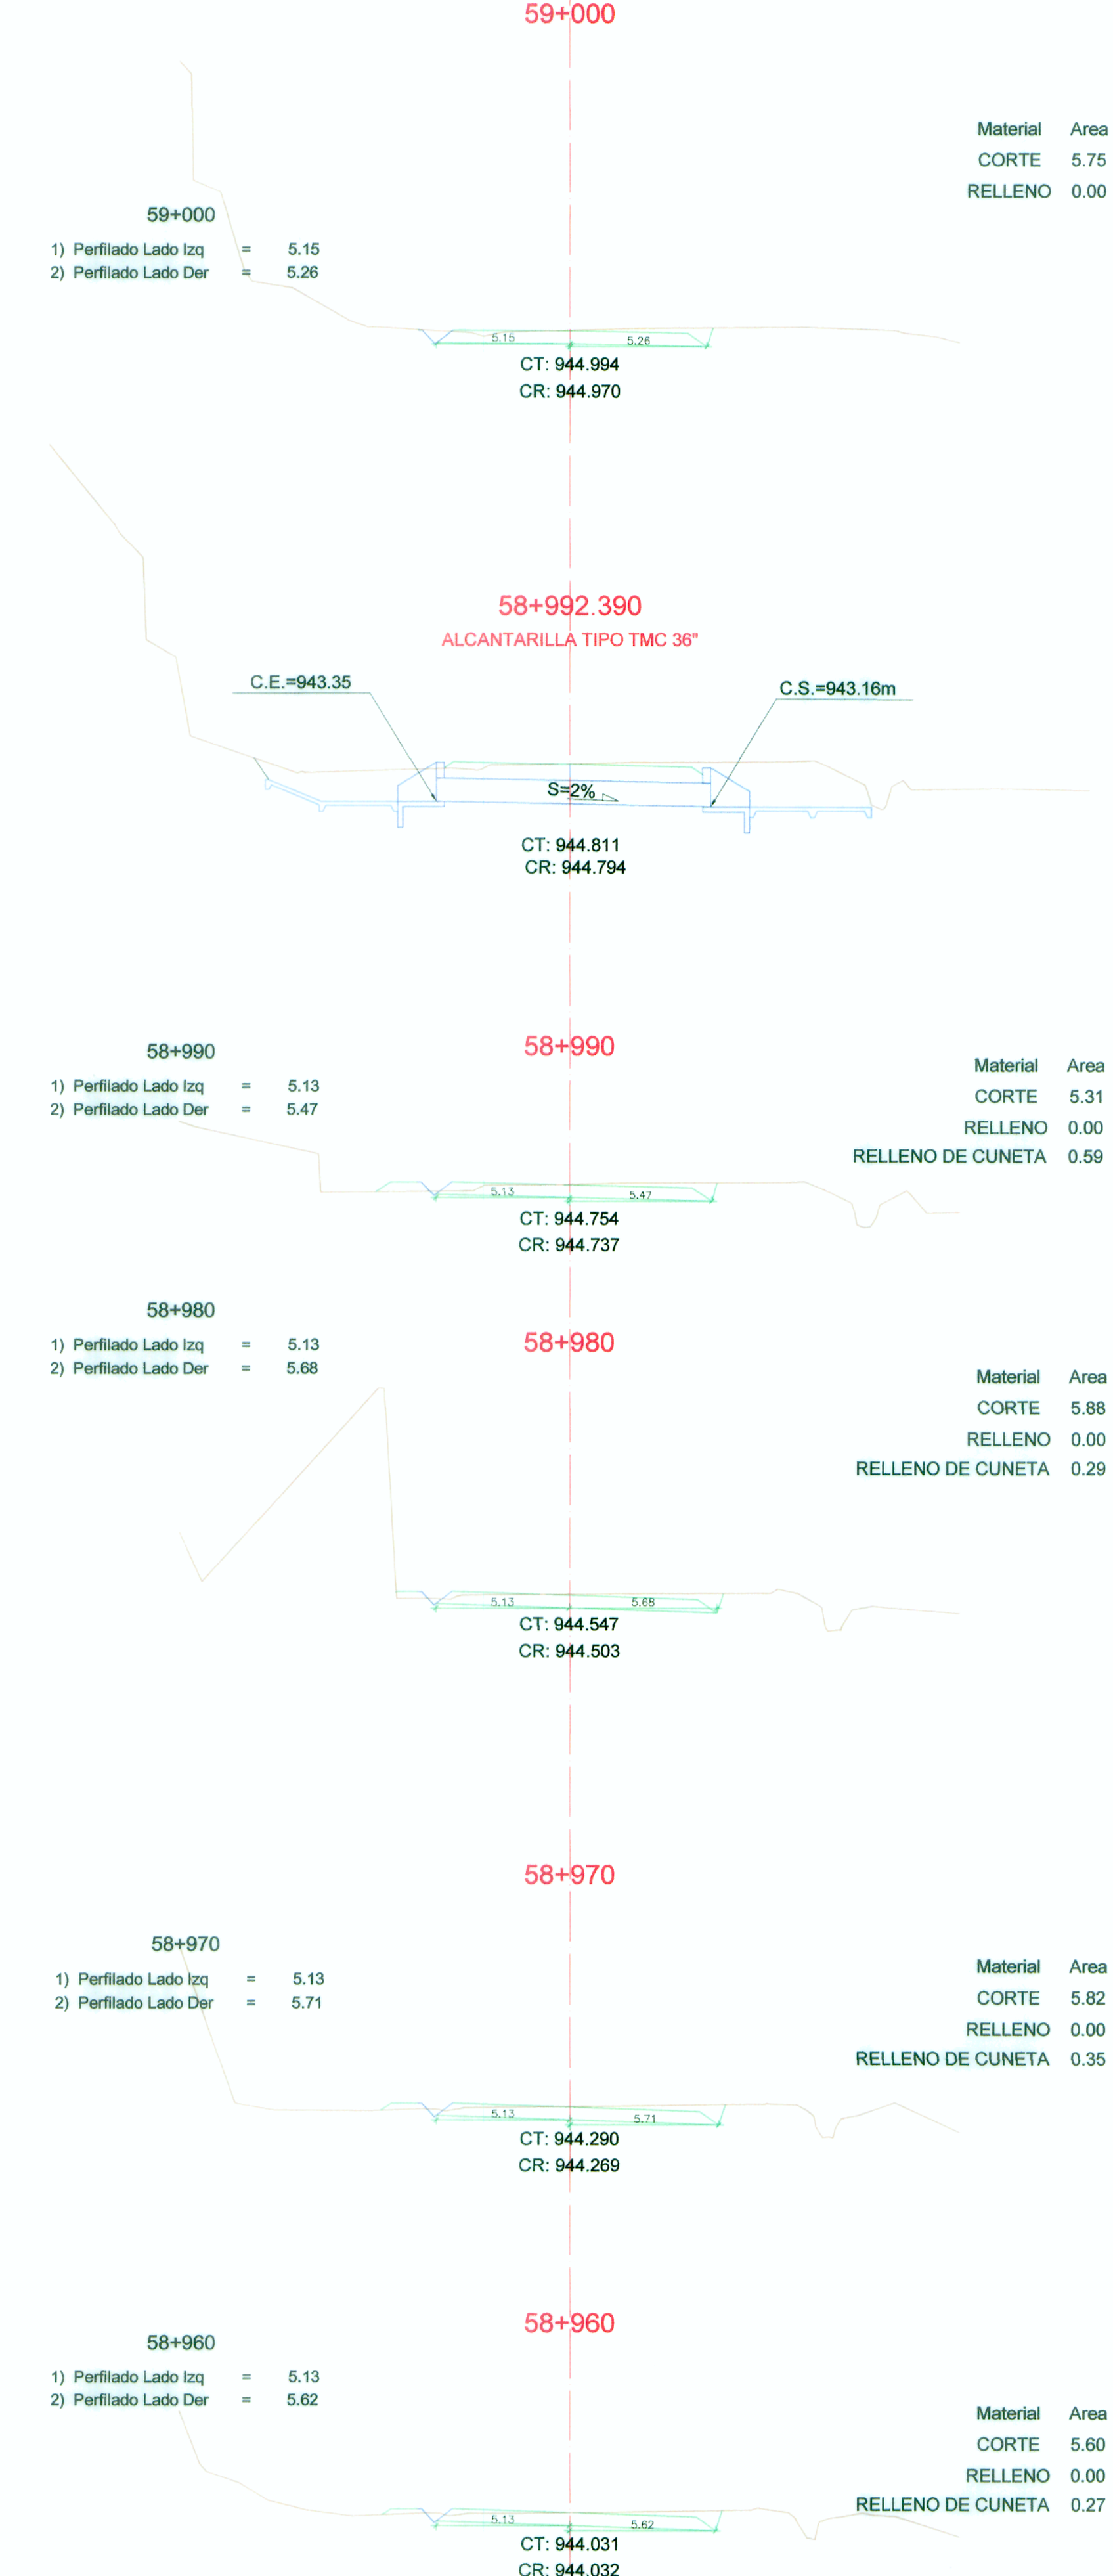 59+000
Material Area
CORTE 5.75
RELLENO 0.00
59+000
1) Perfilado Lado Izq = 5.15
2) Perfilado Lado Der = 5.26
5.15 5.26
CT: 944.994
CR: 944.970
58+992.390
ALCANTARILLA TIPO TMC 36"
C.E.=943.35
C.S.=943.16m
S=2%
CT: 944.811
CR: 944.794
58+990
58+990
1) Perfilado Lado Izq = 5.13
2) Perfilado Lado Der = 5.47
Material Area
CORTE 5.31
RELLENO 0.00
RELLENO DE CUNETA 0.59
5.13 5.47
CT: 944.754
CR: 944.737
58+980
1) Perfilado Lado Izq = 5.13
2) Perfilado Lado Der = 5.68
58+980
Material Area
CORTE 5.88
RELLENO 0.00
RELLENO DE CUNETA 0.29
5.13 5.68
CT: 944.547
CR: 944.503
58+970
58+970
1) Perfilado Lado Izq = 5.13
2) Perfilado Lado Der = 5.71
Material Area
CORTE 5.82
RELLENO 0.00
RELLENO DE CUNETA 0.35
5.13 5.71
CT: 944.290
CR: 944.269
58+960
58+960
1) Perfilado Lado Izq = 5.13
2) Perfilado Lado Der = 5.62
Material Area
CORTE 5.60
RELLENO 0.00
RELLENO DE CUNETA 0.27
5.13 5.62
CT: 944.031
CR: 944.032